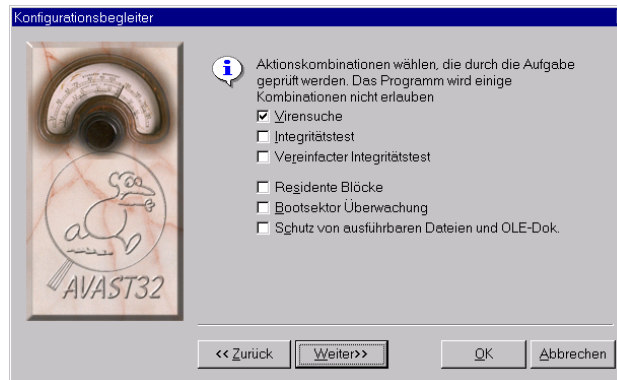 Konfigurationsbegleiter
Aktionskombinationen wählen, die durch die Aufgabe
geprüft werden. Das Programm wird einige
Kombinationen nicht erlauben
Virensuche
Integritätstest
Vereinfacter Integritätstest
Residente Blöcke
Bootsektor Überwachung
Schutz von ausführbaren Dateien und OLE-Dok.
AVAST32
<< Zurück
Weiter>>
OK
Abbrechen